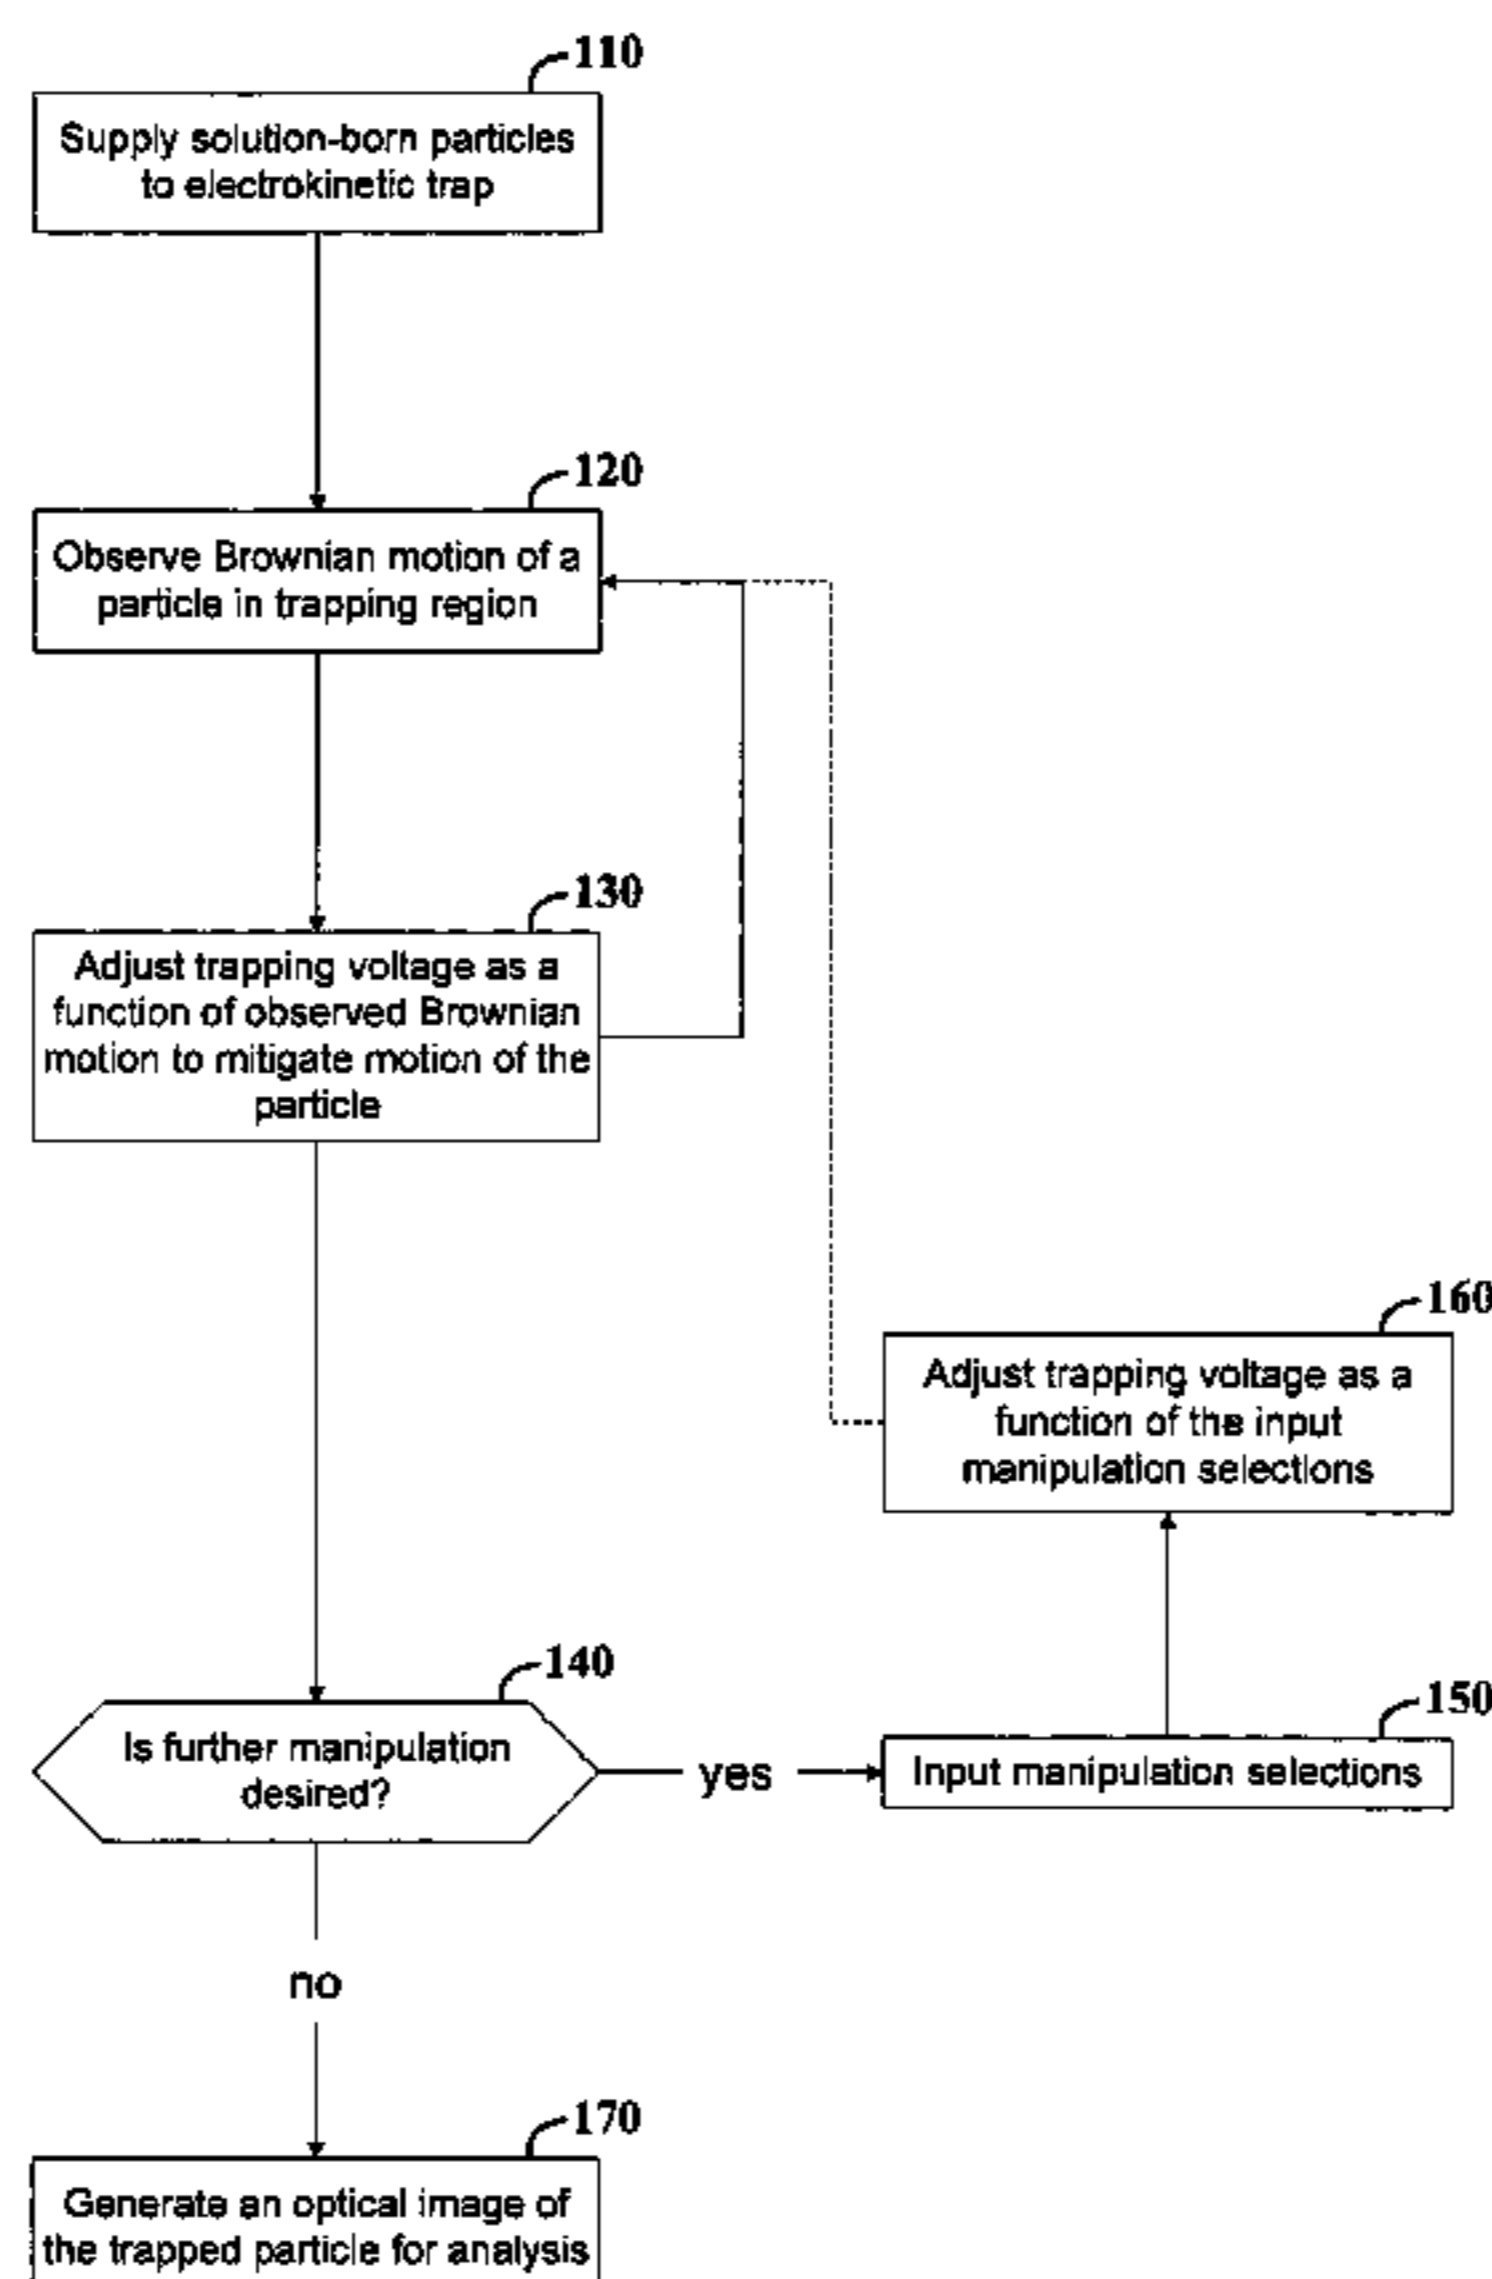 110
Supply solution-born particles
to electrokinetic trap
120
Observe Brownian motion of a
particle in trapping region
130
Adjust trapping voltage as a
function of observed Brownian
motion to mitigate motion of the
particle
160
Adjust trapping voltage as a
function of the input
manipulation selections
140
Is further manipulation
desired?
yes
150
Input manipulation selections
no
170
Generate an optical image of
the trapped particle for analysis